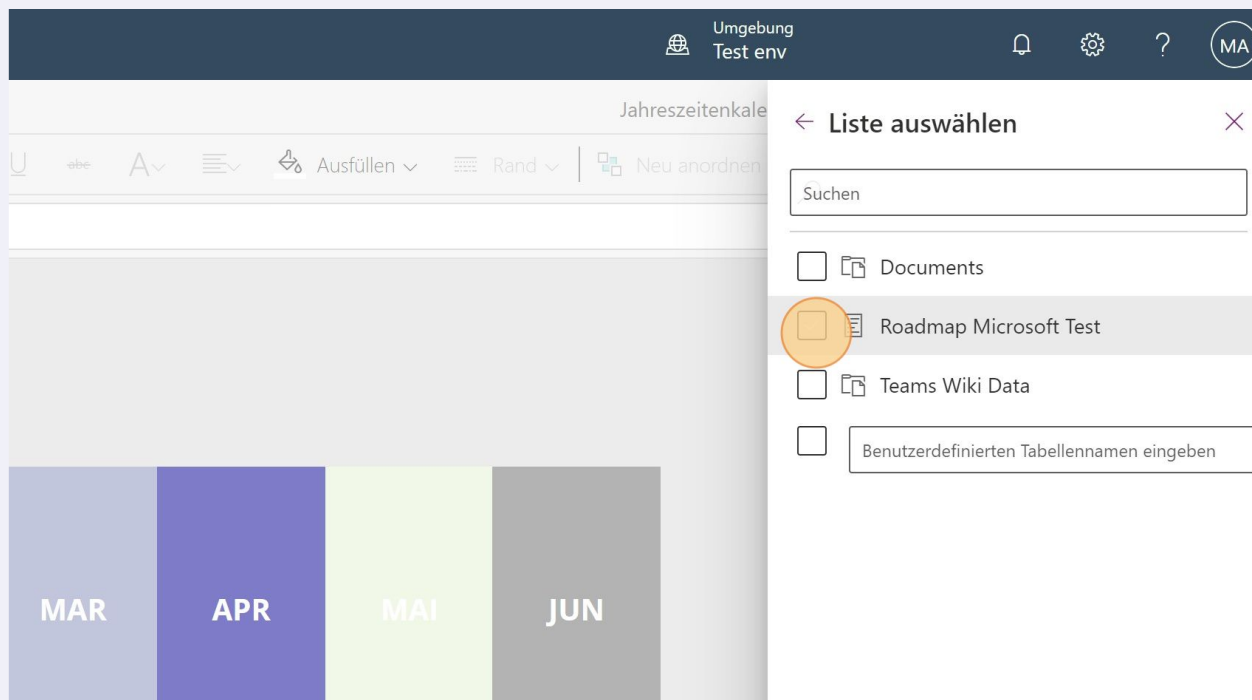 Umgebung
Test env
MA
Jahreszeitenkale
U abc A Ausfüllen Rand Neu anordnen
Liste auswählen
Suchen
Documents
Roadmap Microsoft Test
Teams Wiki Data
Benutzerdefinierten Tabellennamen eingeben
MAR APR MAI JUN